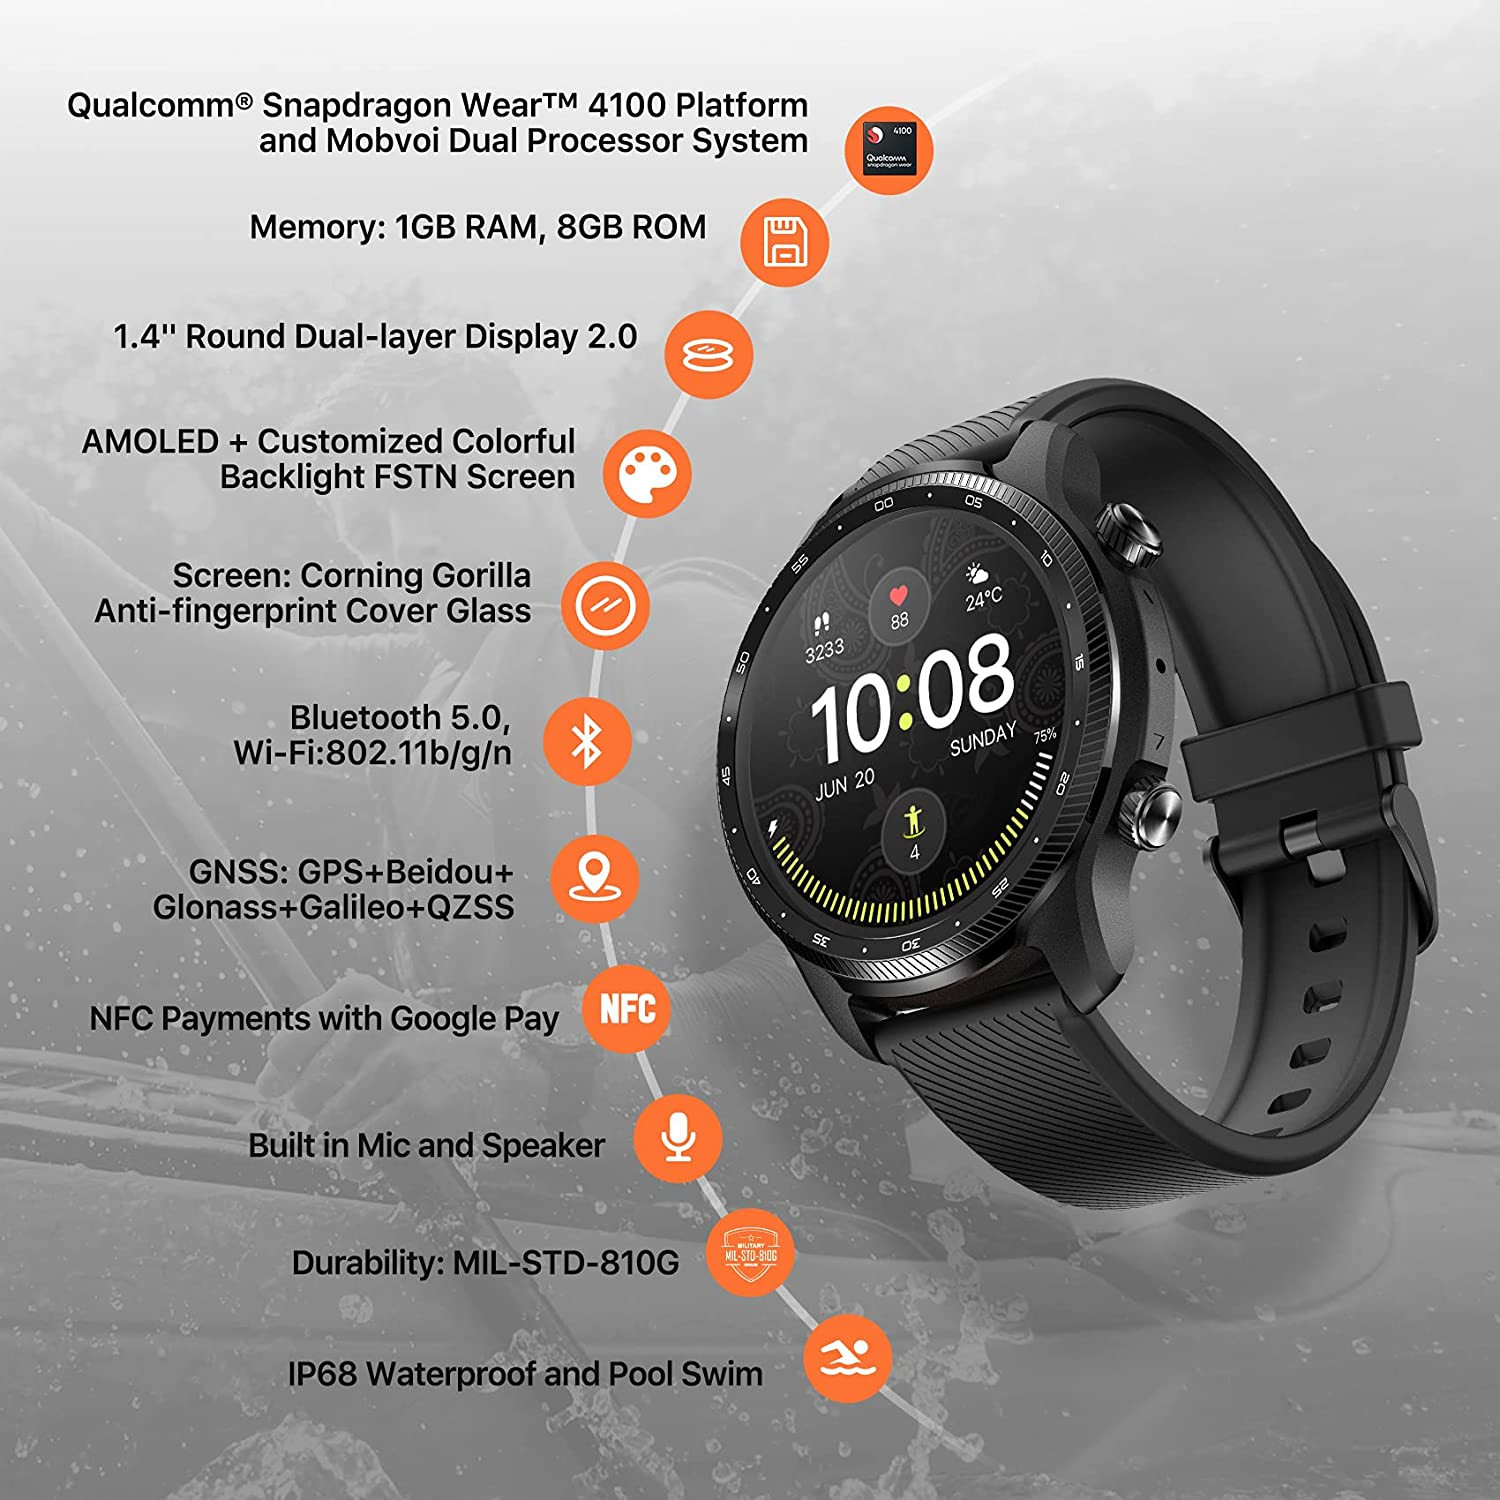 Qualcomm® Snapdragon Wear™ 4100 Platform
and Mobvoi Dual Processor System
4100
Qualcomm
snapdragon wear
Memory: 1GB RAM, 8GB ROM
1.4" Round Dual-layer Display 2.0
AMOLED + Customized Colorful
Backlight FSTN Screen
Screen: Corning Gorilla
Anti-fingerprint Cover Glass
Bluetooth 5.0,
Wi-Fi:802.11b/g/n
GNSS: GPS+Beidou+
Glonass+Galileo+QZSS
NFC Payments with Google Pay
NFC
Built in Mic and Speaker
Durability: MIL-STD-810G
MILITARY
MIL-STD-810G
IP68 Waterproof and Pool Swim
00
05
10
15
20
25
30
35
40
45
50
55
3233
88
24°C
10:08
JUN 20
SUNDAY
75%
4